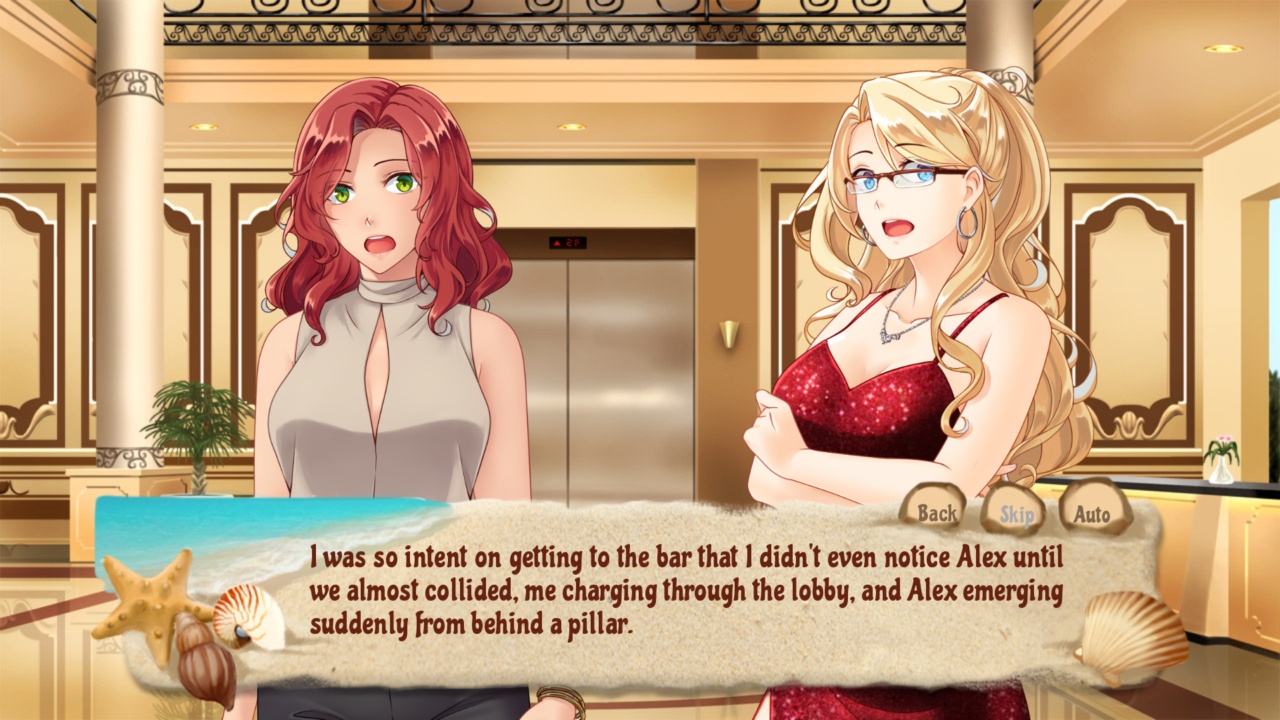 2F
Back
Skip
Auto
I was so intent on getting to the bar that I didn't even notice Alex until
we almost collided, me charging through the lobby, and Alex emerging
suddenly from behind a pillar.